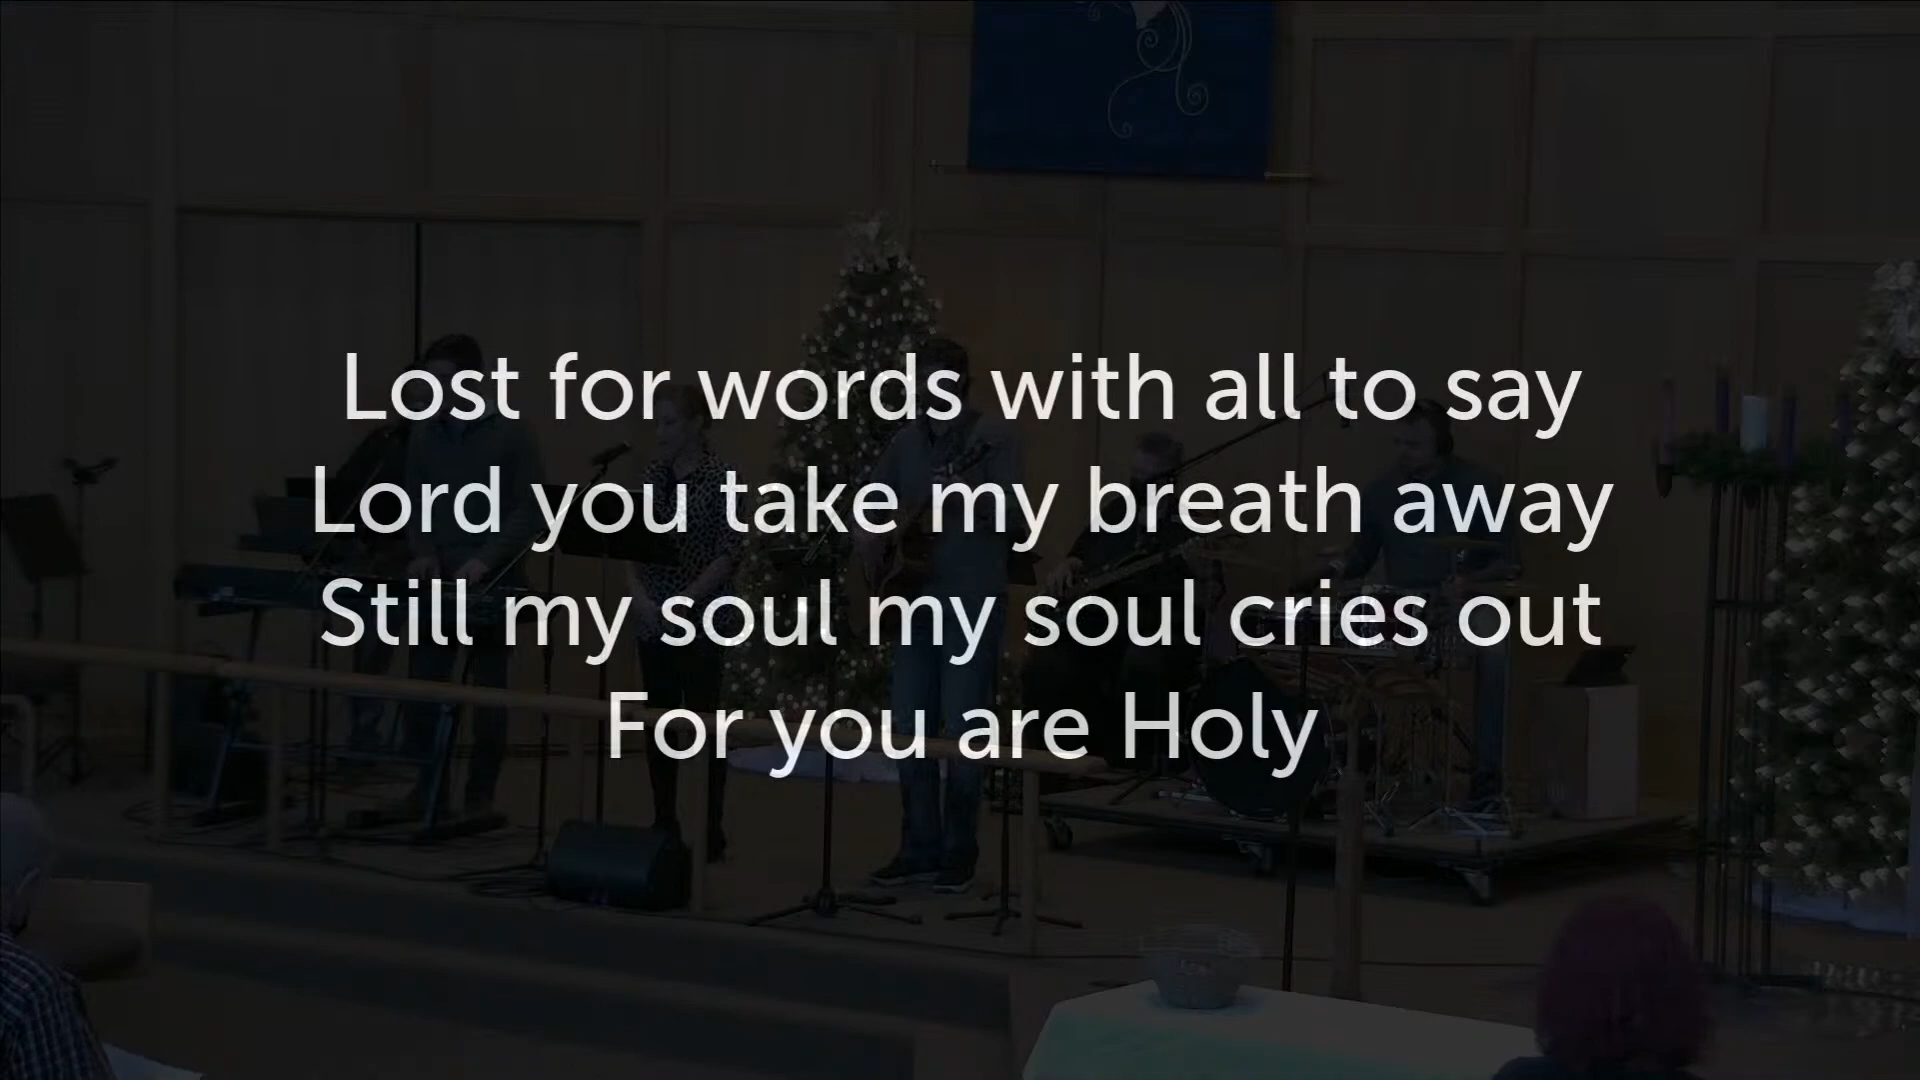 Lost for words with all to say
Lord you take my breath away
Still my soul my soul cries out
For you are Holy